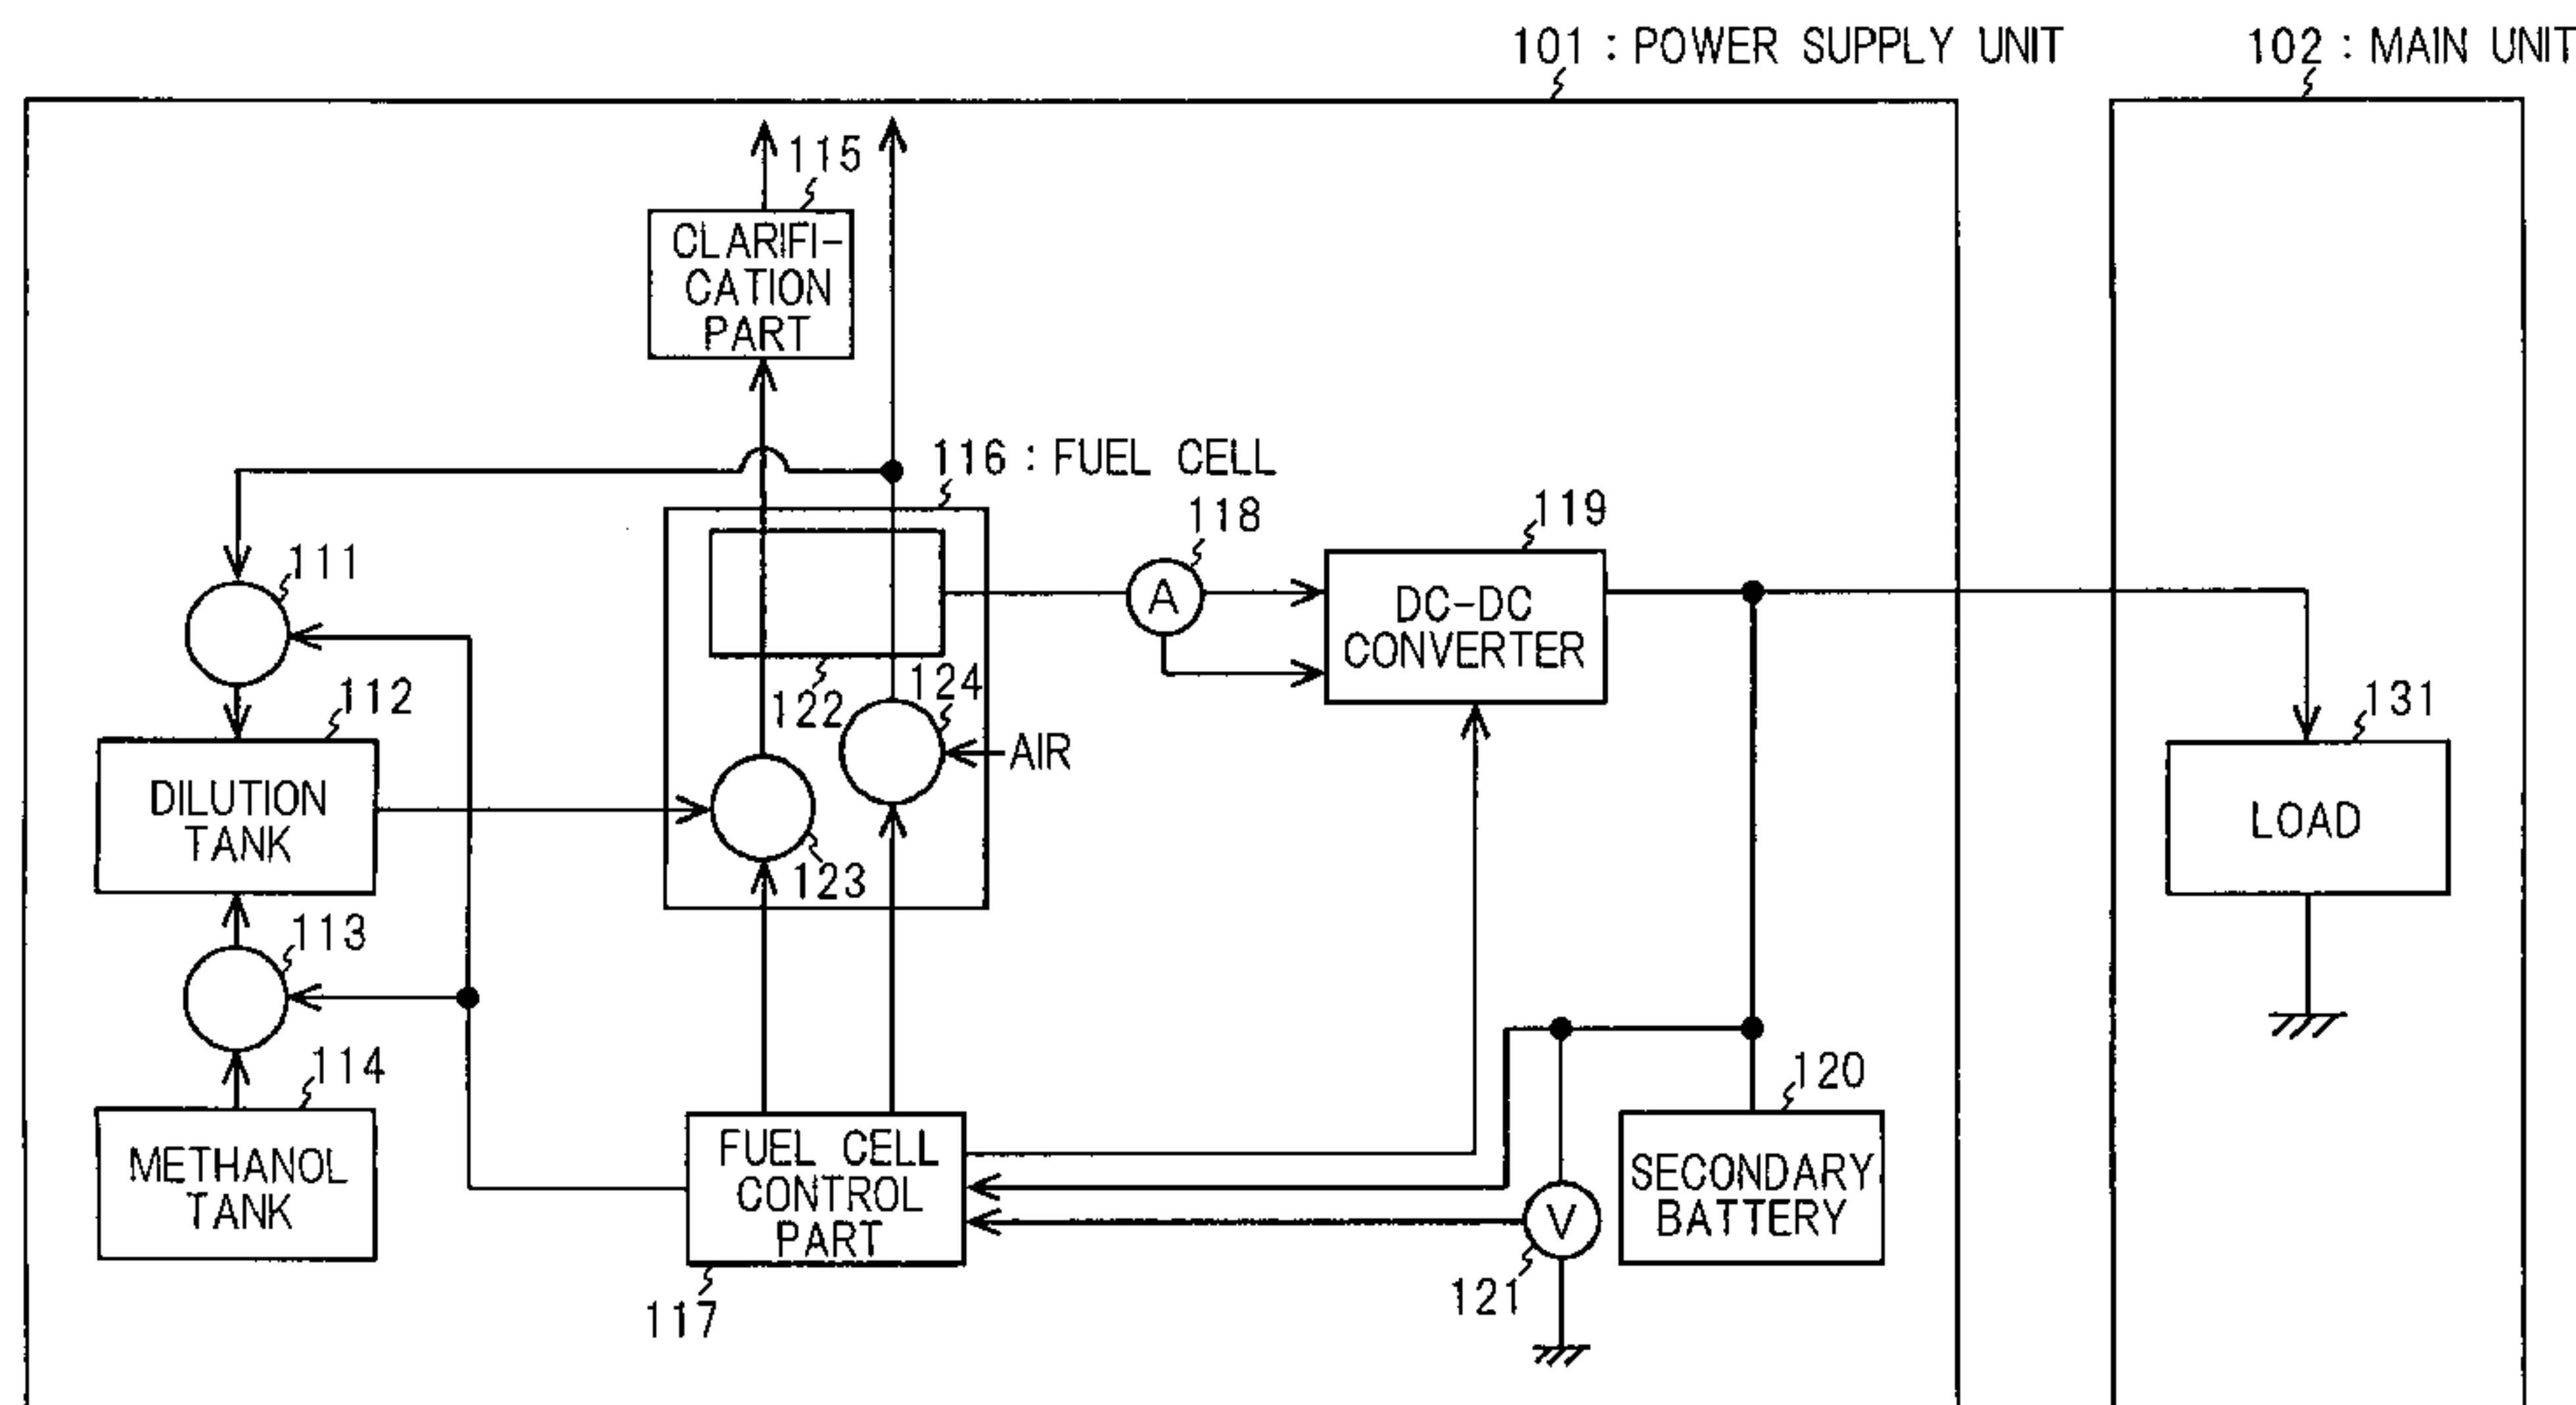 101 : POWER SUPPLY UNIT
102 : MAIN UNIT
115
CLARIFI-
CATION
PART
116 : FUEL CELL
118
119
111
A
DC-DC
CONVERTER
112
122
124
131
AIR
DILUTION
TANK
LOAD
123
113
114
120
METHANOL
TANK
FUEL CELL
CONTROL
PART
SECONDARY
BATTERY
V
121
117